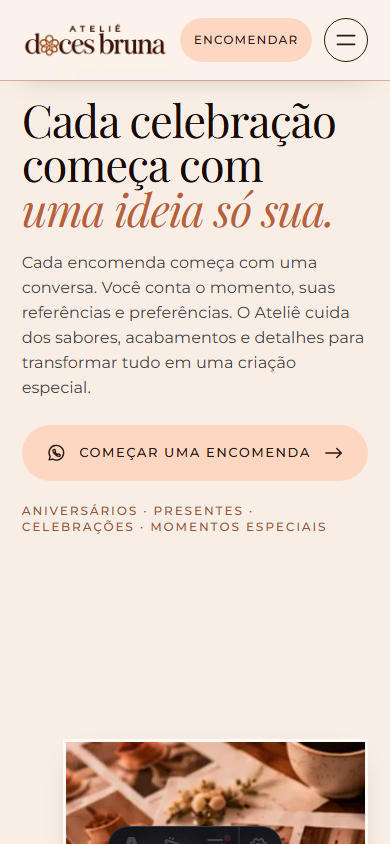 ATELIÊ
doces bruna
ENCOMENDAR
Cada celebração
começa com
uma ideia só sua.
Cada encomenda começa com uma
conversa. Você conta o momento, suas
referências e preferências. O Ateliê cuida
dos sabores, acabamentos e detalhes para
transformar tudo em uma criação
especial.
COMEÇAR UMA ENCOMENDA
ANIVERSÁRIOS · PRESENTES ·
CELEBRAÇÕES · MOMENTOS ESPECIAIS